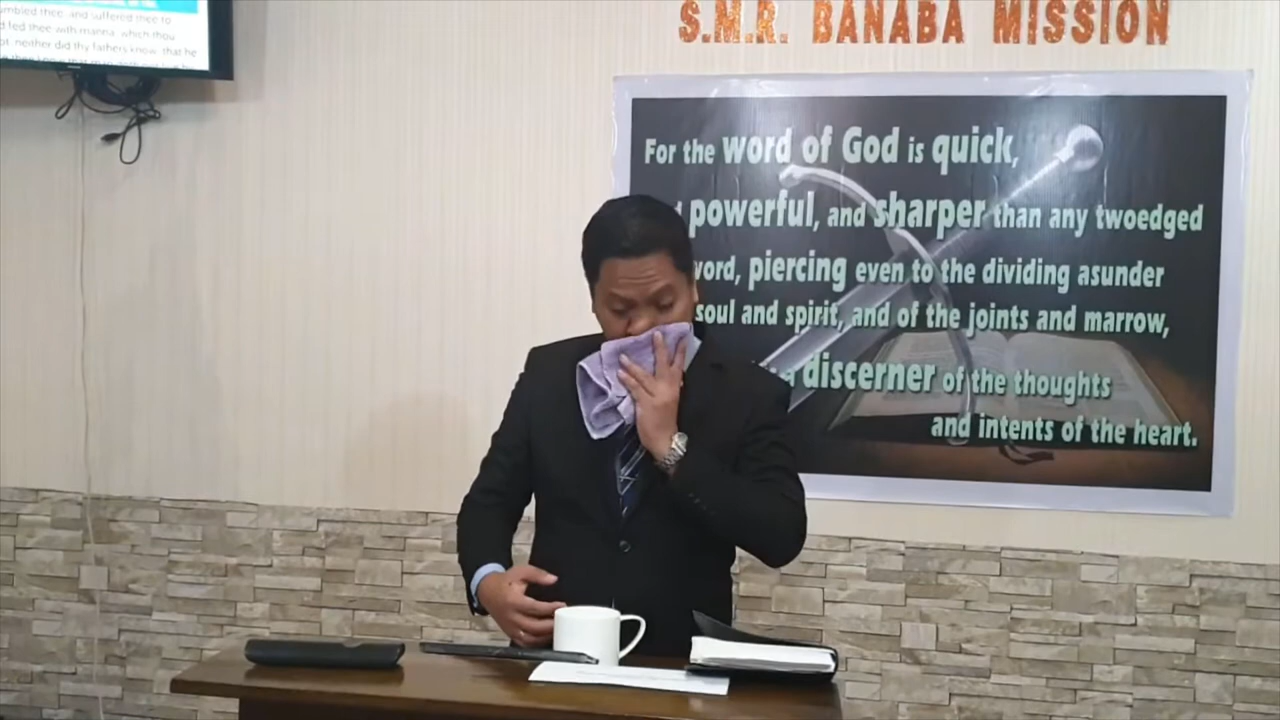 umbled thee, and suffered thee to
fed thee with manna, which thou
neither did thy fathers know; that he
S.M.R. BANABA MISSION
For the word of God is quick,
powerful, and sharper than any twoedged
word, piercing even to the dividing asunder
soul and spirit, and of the joints and marrow,
a discerner of the thoughts
and intents of the heart.